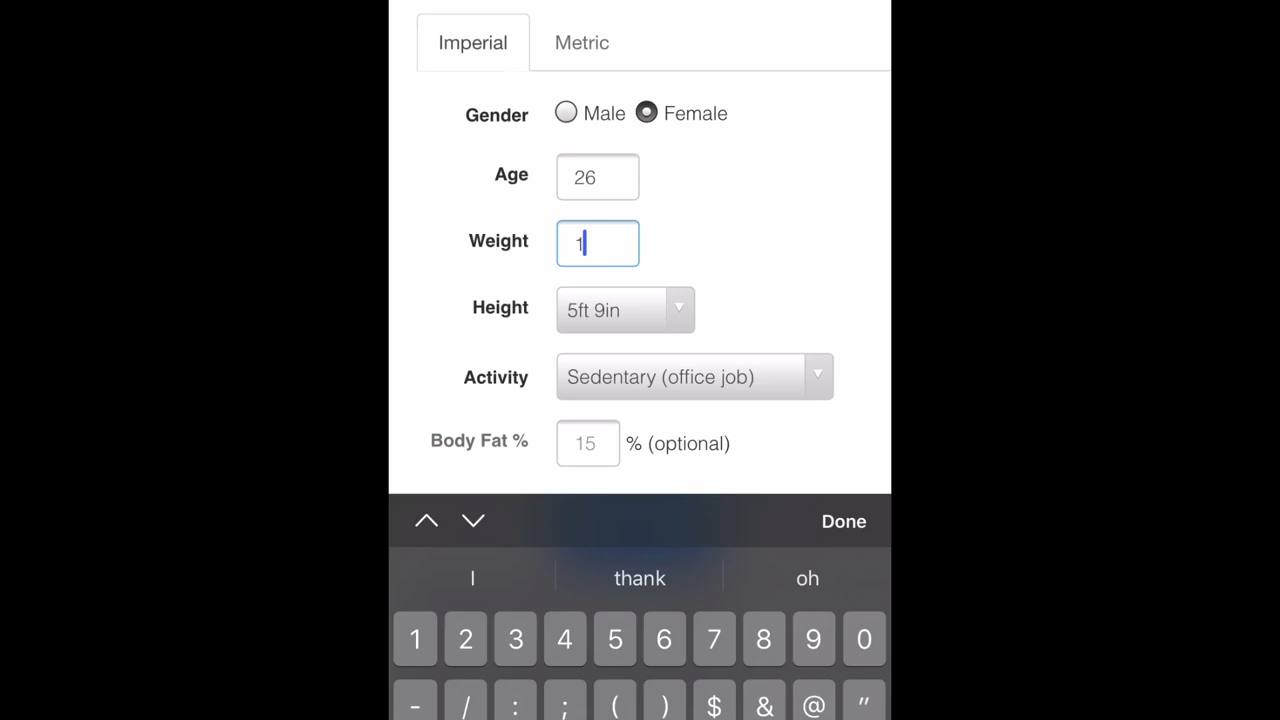 Imperial Metric
Gender Male Female
Age 26
Weight 1
Height 5ft 9in
Activity Sedentary (office job)
Body Fat % 15 % (optional)
Done
I thank oh
1 2 3 4 5 6 7 8 9 0
- / : ; ( ) $ & @ "